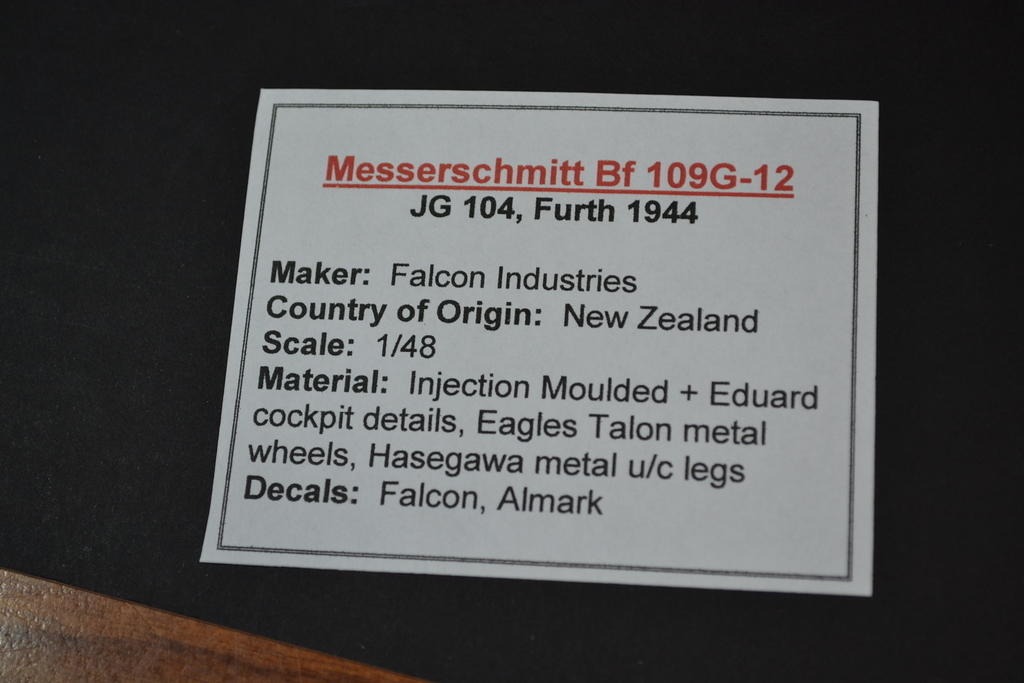 Messerschmitt Bf 109G-12
JG 104, Furth 1944
Maker: Falcon Industries
Country of Origin: New Zealand
Scale: 1/48
Material: Injection Moulded + Eduard
cockpit details, Eagles Talon metal
wheels, Hasegawa metal u/c legs
Decals: Falcon, Almark